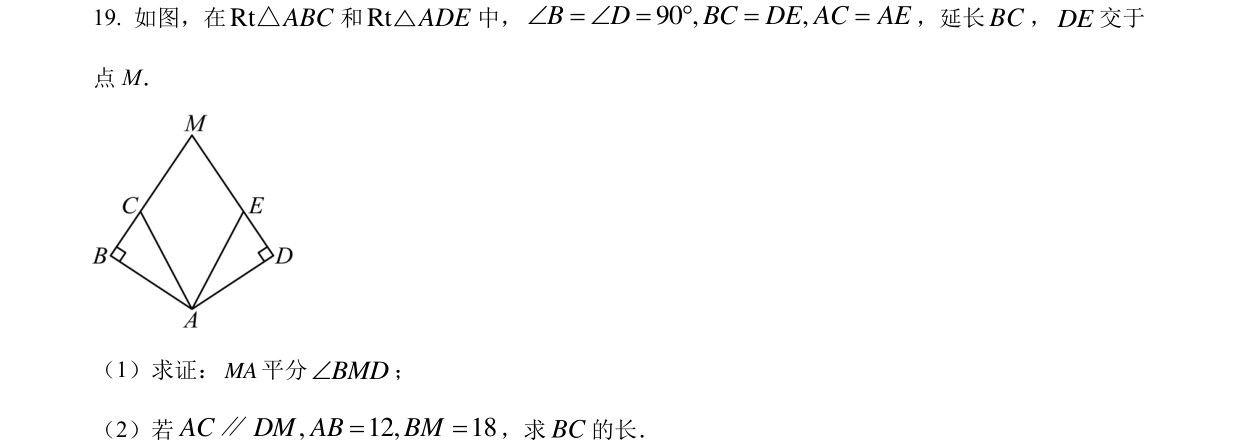 19. 如图，在Rt△ABC和Rt△ADE中，∠B=∠D=90°,BC=DE,AC=AE，延长BC，DE交于
点M．
M
C
E
B
D
A
（1）求证：MA平分∠BMD；
（2）若AC∥DM,AB=12,BM=18，求BC的长．